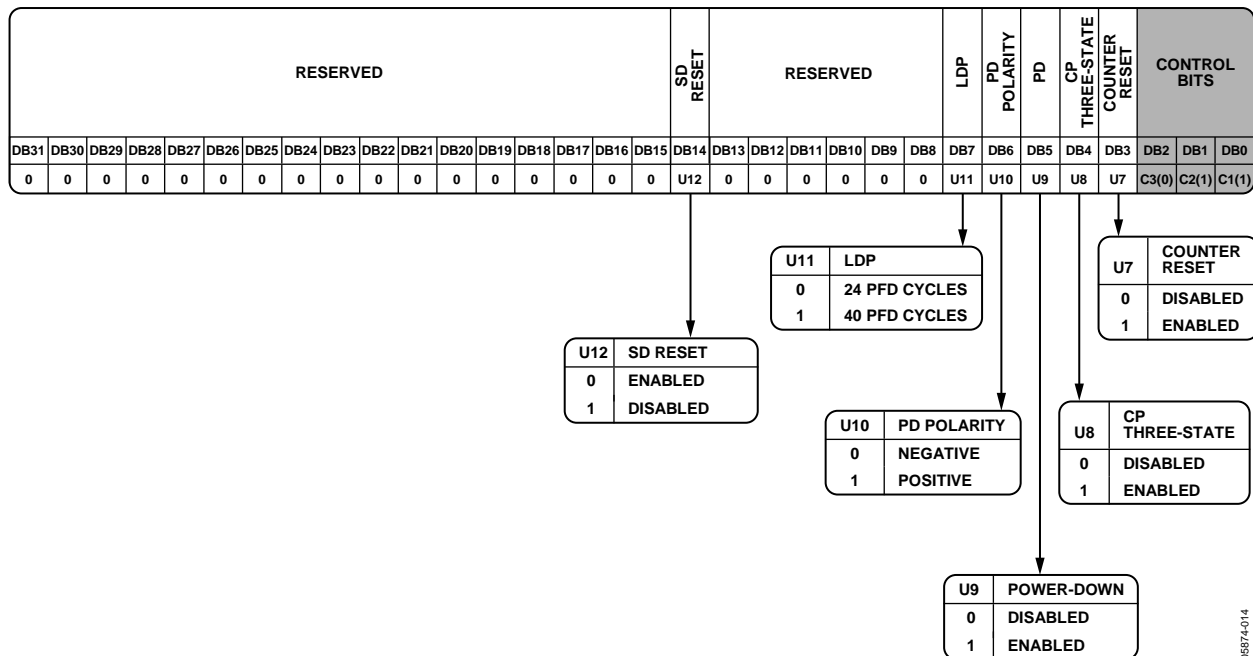 RESERVED
SD RESET
RESERVED
LDP
PD POLARITY
PD
CP THREE-STATE
COUNTER RESET
CONTROL BITS
DB31 DB30 DB29 DB28 DB27 DB26 DB25 DB24 DB23 DB22 DB21 DB20 DB19 DB18 DB17 DB16 DB15 DB14 DB13 DB12 DB11 DB10 DB9 DB8 DB7 DB6 DB5 DB4 DB3 DB2 DB1 DB0
0 0 0 0 0 0 0 0 0 0 0 0 0 0 0 0 0 U12 0 0 0 0 0 0 U11 U10 U9 U8 U7 C3(0) C2(1) C1(1)
U11 LDP
0 24 PFD CYCLES
1 40 PFD CYCLES
U7 COUNTER RESET
0 DISABLED
1 ENABLED
U12 SD RESET
0 ENABLED
1 DISABLED
U10 PD POLARITY
0 NEGATIVE
1 POSITIVE
U8 CP THREE-STATE
0 DISABLED
1 ENABLED
U9 POWER-DOWN
0 DISABLED
1 ENABLED